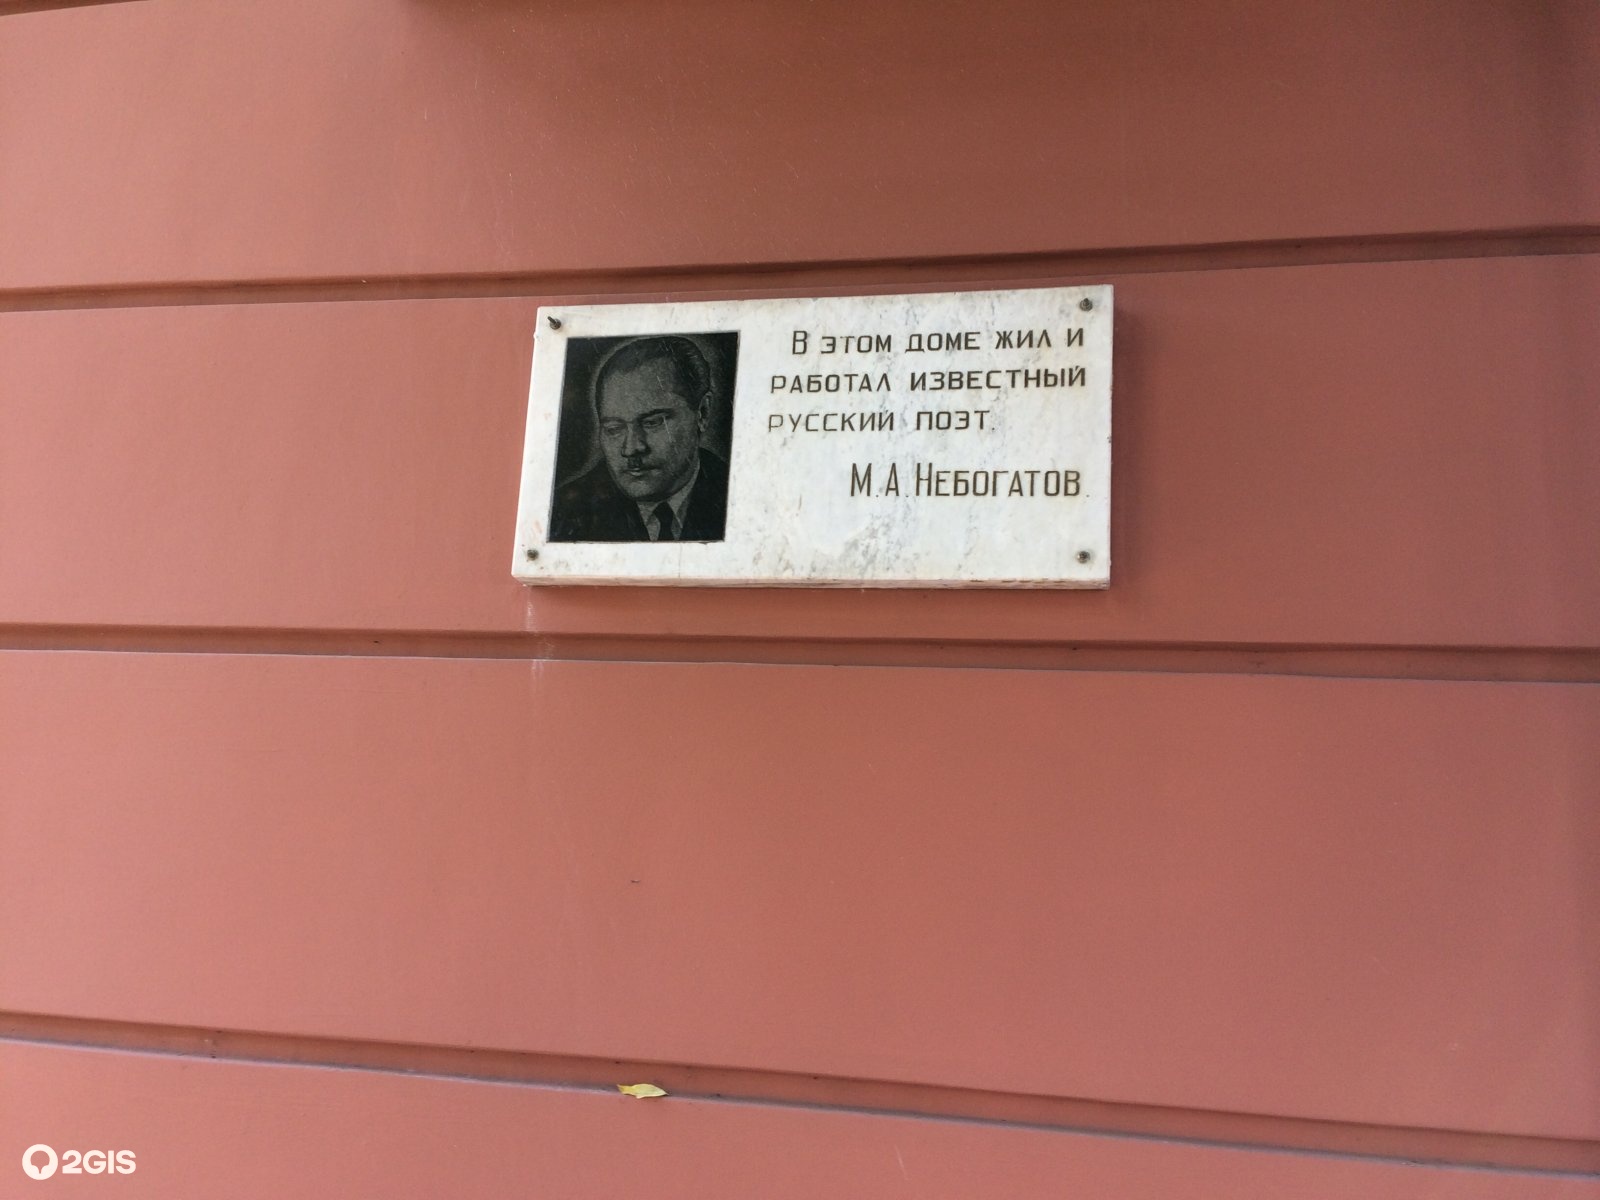 В ЭТОМ ДОМЕ ЖИЛ И
РАБОТАЛ ИЗВЕСТНЫЙ
РУССКИЙ ПОЭТ.
М.А.НЕБОГАТОВ.
2GIS